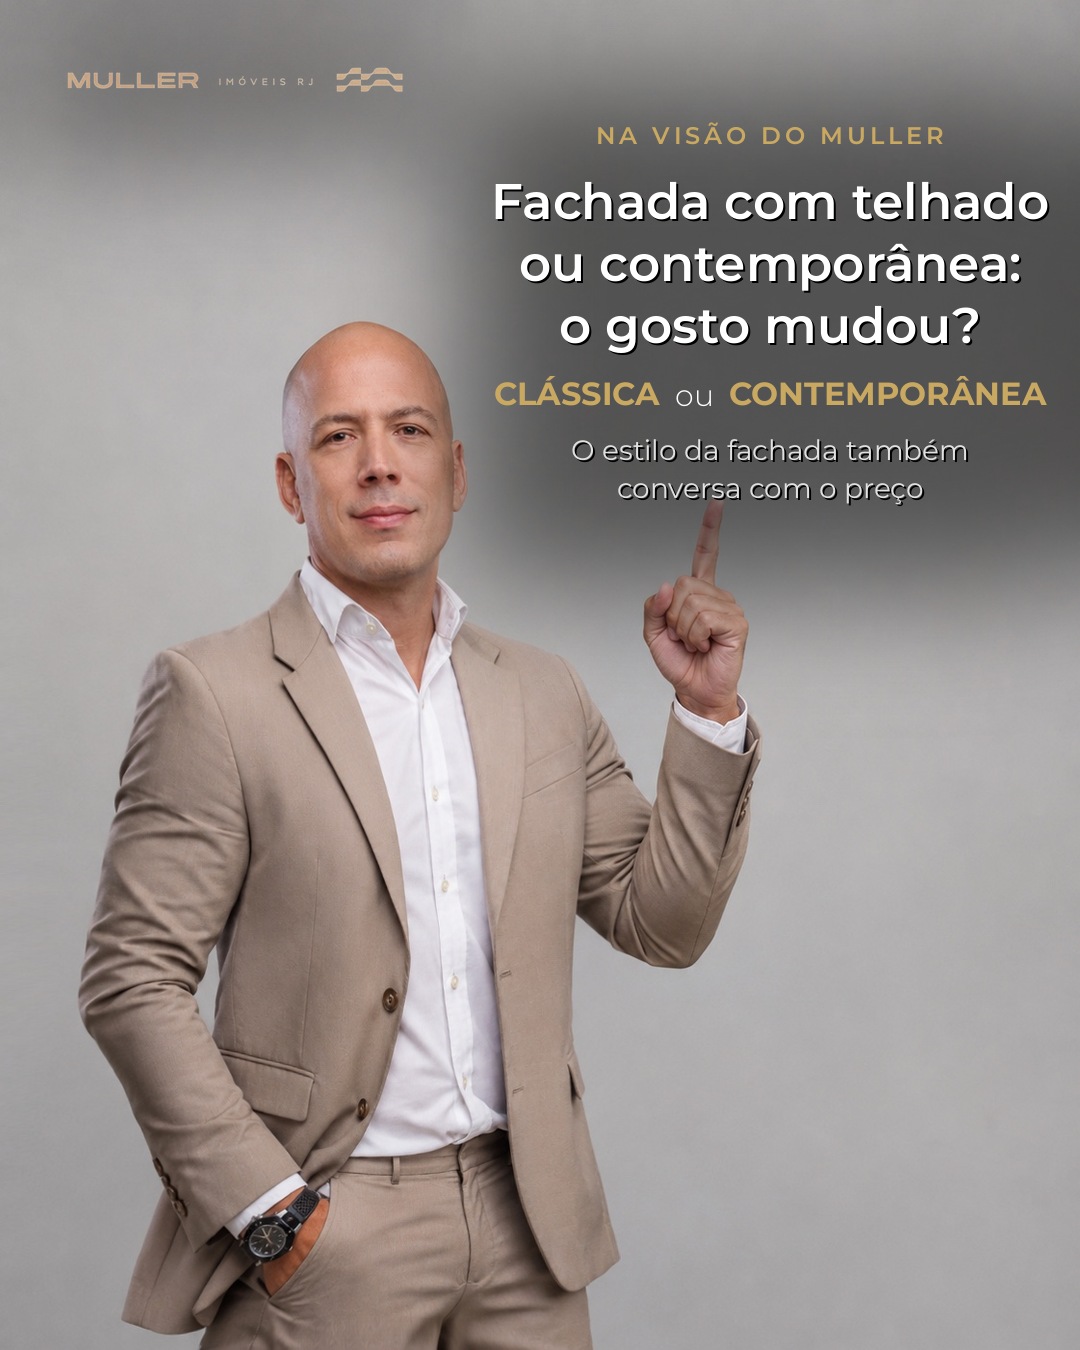 MULLER IMÓVEIS RJ
NA VISÃO DO MULLER
Fachada com telhado
ou contemporânea:
o gosto mudou?
CLÁSSICA ou CONTEMPORÂNEA
O estilo da fachada também
conversa com o preço